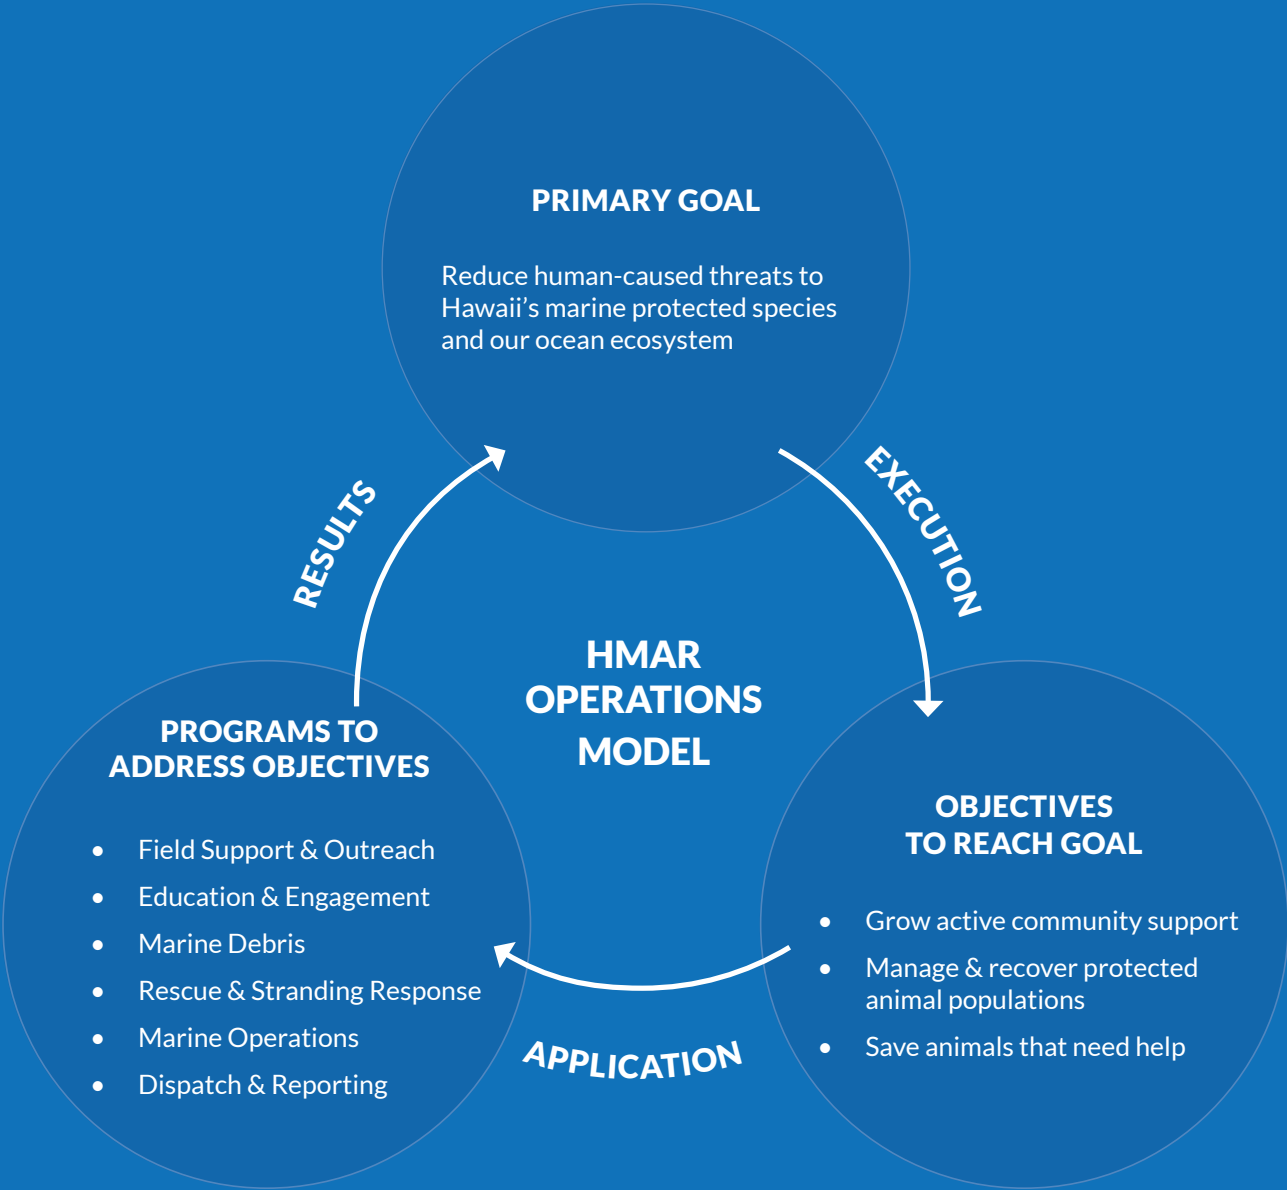 PRIMARY GOAL
Reduce human-caused threats to
Hawaii’s marine protected species
and our ocean ecosystem
EXECUTION
RESULTS
HMAR
OPERATIONS
MODEL
PROGRAMS TO
ADDRESS OBJECTIVES
• Field Support & Outreach
• Education & Engagement
• Marine Debris
• Rescue & Stranding Response
• Marine Operations
• Dispatch & Reporting
OBJECTIVES
TO REACH GOAL
• Grow active community support
• Manage & recover protected
animal populations
• Save animals that need help
APPLICATION